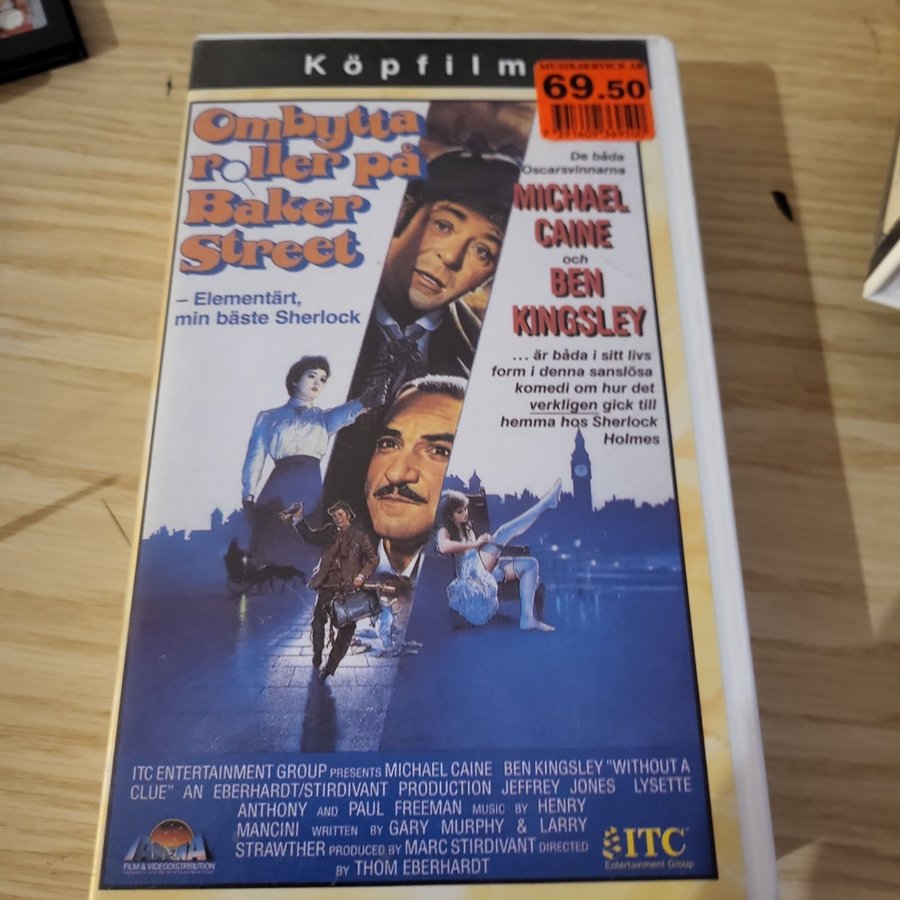 Köpfilm
MUSIKSERVICE AB
69.50
7 391609 369500
Ombytta
roller på
Baker
Street
– Elementärt,
min bäste Sherlock
De båda
Oscarsvinnarna
MICHAEL
CAINE
och
BEN
KINGSLEY
... är båda i sitt livs
form i denna sanslösa
komedi om hur det
verkligen gick till
hemma hos Sherlock
Holmes
ITC ENTERTAINMENT GROUP PRESENTS MICHAEL CAINE BEN KINGSLEY "WITHOUT A
CLUE" AN EBERHARDT/STIRDIVANT PRODUCTION JEFFREY JONES LYSETTE
ANTHONY AND PAUL FREEMAN MUSIC BY HENRY
MANCINI WRITTEN BY GARY MURPHY & LARRY
STRAWTHER PRODUCED BY MARC STIRDIVANT DIRECTED
BY THOM EBERHARDT
FILM & VIDEODISTRIBUTION
ITC
Entertainment Group